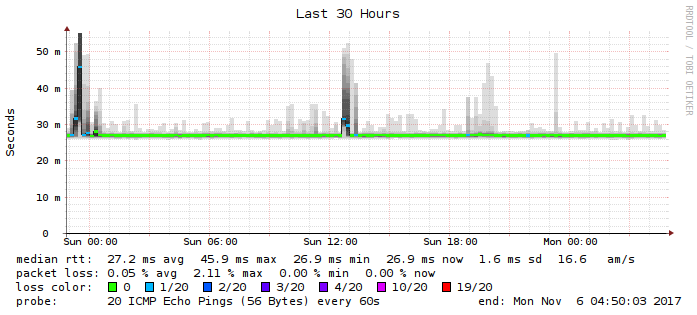 Last 30 Hours
RRDTOOL / TOBI OETIKER
Seconds
50 m
40 m
30 m
20 m
10 m
0
Sun 00:00 Sun 06:00 Sun 12:00 Sun 18:00 Mon 00:00
median rtt: 27.2 ms avg 45.9 ms max 26.9 ms min 26.9 ms now 1.6 ms sd 16.6 am/s
packet loss: 0.05 % avg 2.11 % max 0.00 % min 0.00 % now
loss color: 0 1/20 2/20 3/20 4/20 10/20 19/20
probe: 20 ICMP Echo Pings (56 Bytes) every 60s end: Mon Nov 6 04:50:03 2017